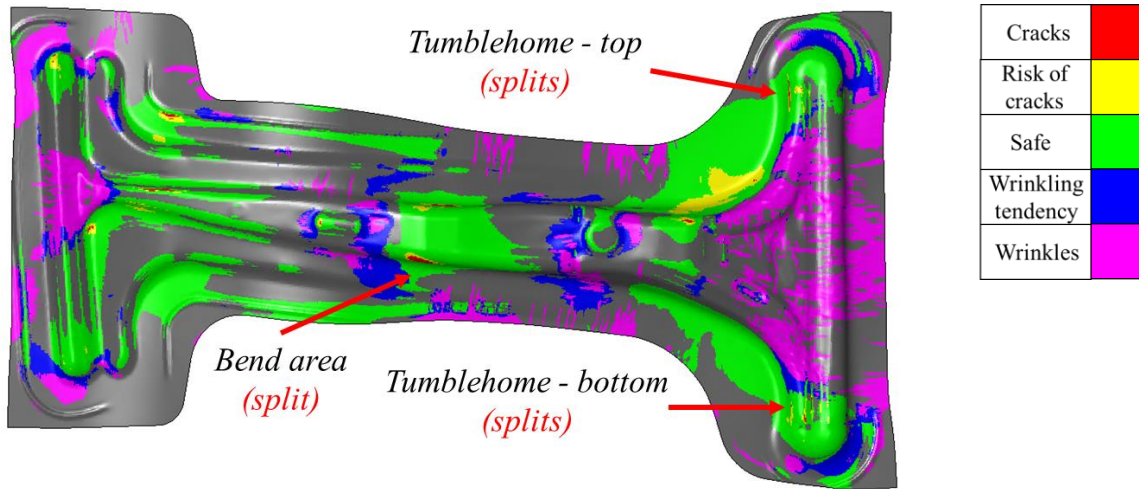 Tumblehome - top
(splits)
Bend area
(split)
Tumblehome - bottom
(splits)
Cracks
Risk of
cracks
Safe
Wrinkling
tendency
Wrinkles